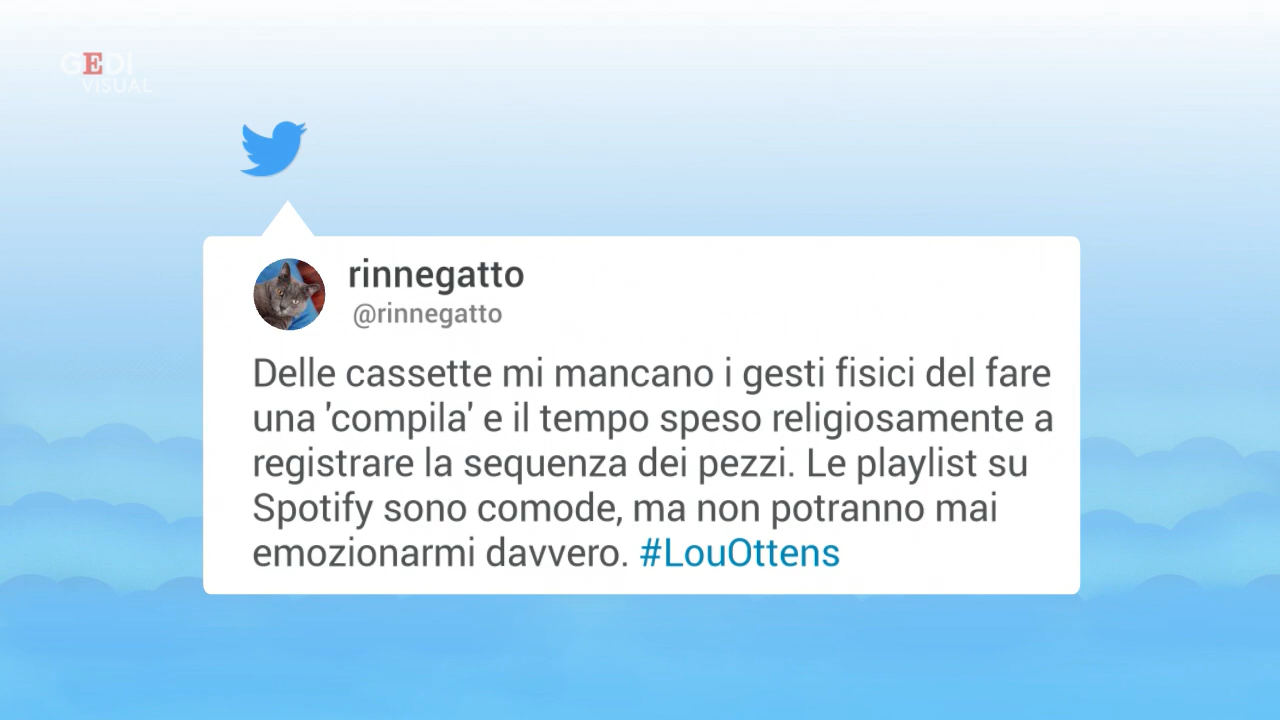 GEDI
VISUAL
rinnegatto
@rinnegatto
Delle cassette mi mancano i gesti fisici del fare
una 'compila' e il tempo speso religiosamente a
registrare la sequenza dei pezzi. Le playlist su
Spotify sono comode, ma non potranno mai
emozionarmi davvero. #LouOttens